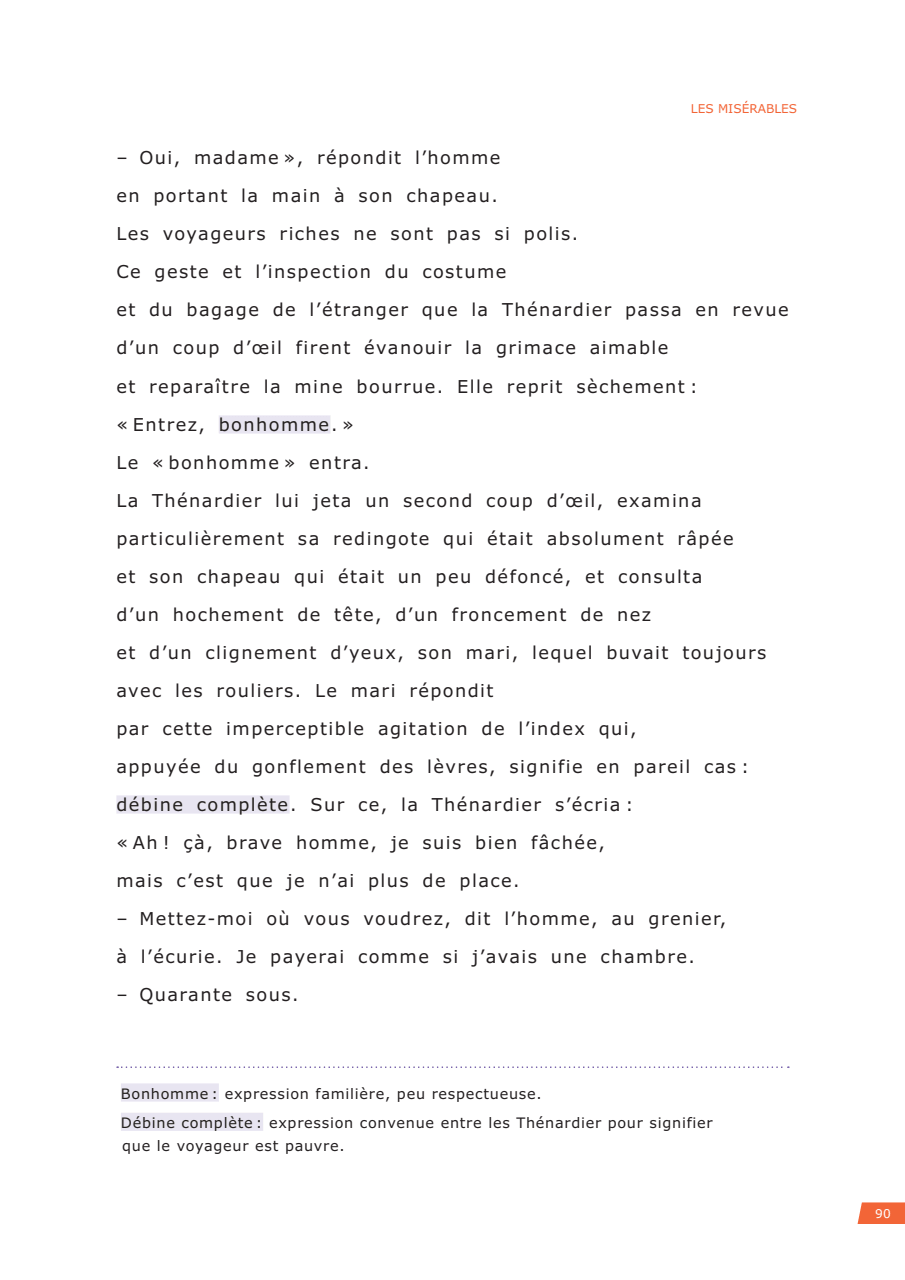 LES MISÉRABLES
– Oui, madame », répondit l’homme
en portant la main à son chapeau.
Les voyageurs riches ne sont pas si polis.
Ce geste et l’inspection du costume
et du bagage de l’étranger que la Thénardier passa en revue
d’un coup d’œil firent évanouir la grimace aimable
et reparaître la mine bourrue. Elle reprit sèchement :
« Entrez, bonhomme. »
Le « bonhomme » entra.
La Thénardier lui jeta un second coup d’œil, examina
particulièrement sa redingote qui était absolument râpée
et son chapeau qui était un peu défoncé, et consulta
d’un hochement de tête, d’un froncement de nez
et d’un clignement d’yeux, son mari, lequel buvait toujours
avec les rouliers. Le mari répondit
par cette imperceptible agitation de l’index qui,
appuyée du gonflement des lèvres, signifie en pareil cas :
débine complète. Sur ce, la Thénardier s’écria :
« Ah ! çà, brave homme, je suis bien fâchée,
mais c’est que je n’ai plus de place.
– Mettez-moi où vous voudrez, dit l’homme, au grenier,
à l’écurie. Je payerai comme si j’avais une chambre.
– Quarante sous.
Bonhomme : expression familière, peu respectueuse.
Débine complète : expression convenue entre les Thénardier pour signifier
que le voyageur est pauvre.
90